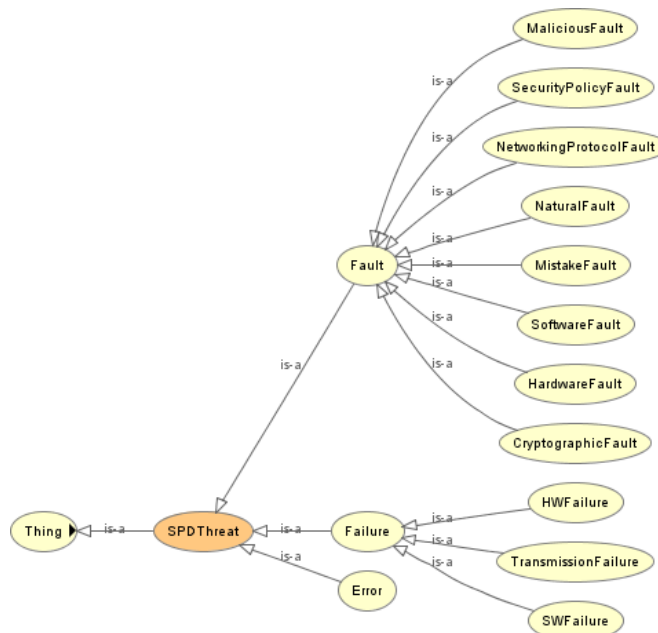 MaliciousFault
is-a
SecurityPolicyFault
is-a
NetworkingProtocolFault
is-a
NaturalFault
is-a
Fault
is-a
MistakeFault
is-a
SoftwareFault
is-a
HardwareFault
is-a
is-a
CryptographicFault
HWFailure
is-a
Thing
is-a
SPDThreat
is-a
Failure
is-a
TransmissionFailure
is-a
Error
is-a
SWFailure